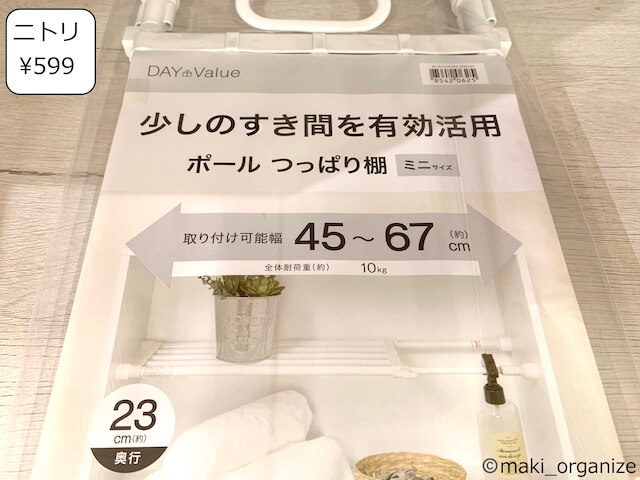 ニトリ
¥599
DAY Value
85420625
少しのすき間を有効活用
ポール つっぱり棚 ミニサイズ
取り付け可能幅 45～67(約)cm
全体耐荷重(約) 10kg
23
cm(約)
奥行
©maki_organize